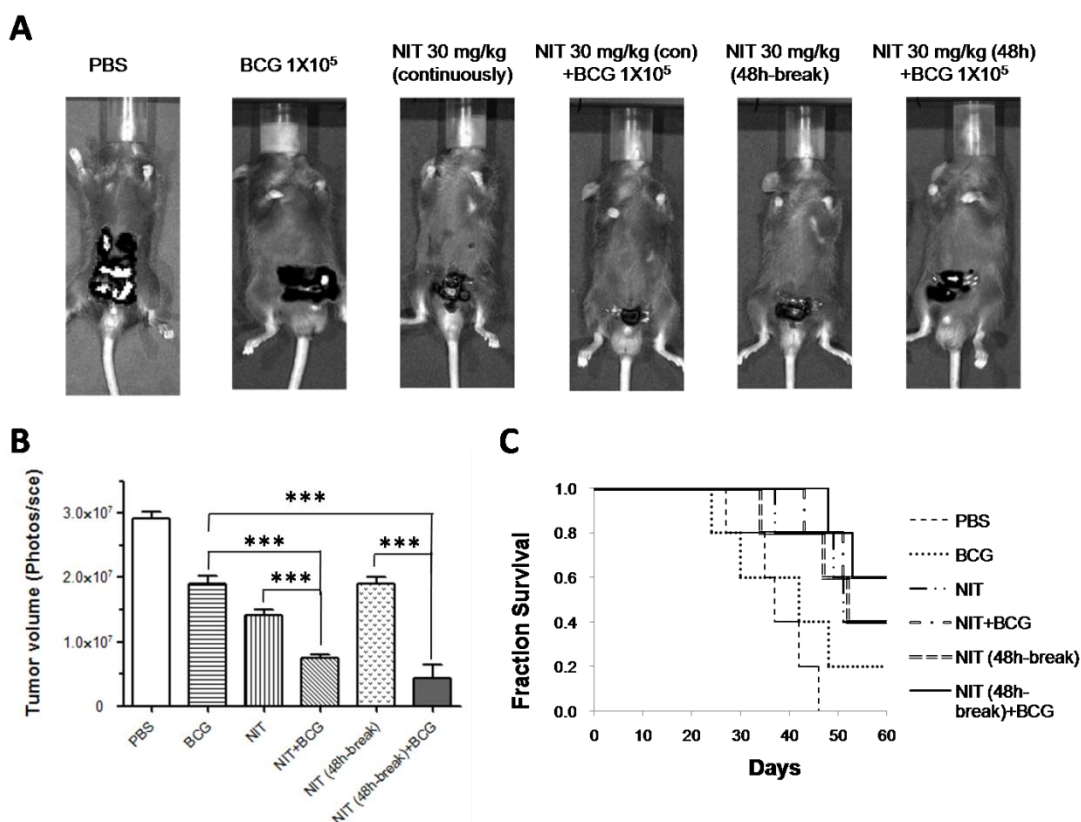 A
PBS
BCG 1X10⁵
NIT 30 mg/kg
(continuously)
NIT 30 mg/kg (con)
+BCG 1X10⁵
NIT 30 mg/kg
(48h-break)
NIT 30 mg/kg (48h)
+BCG 1X10⁵
B
Tumor volume (Photos/sce)
3.0x10⁷
2.0x10⁷
1.0x10⁷
0
***
***
***
***
PBS
BCG
NIT
NIT+BCG
NIT (48h-break)
NIT (48h-break)+BCG
C
Fraction Survival
1.0
0.8
0.6
0.4
0.2
0.0
0
10
20
30
40
50
60
Days
PBS
BCG
NIT
NIT+BCG
NIT (48h-break)
NIT (48h-
break)+BCG